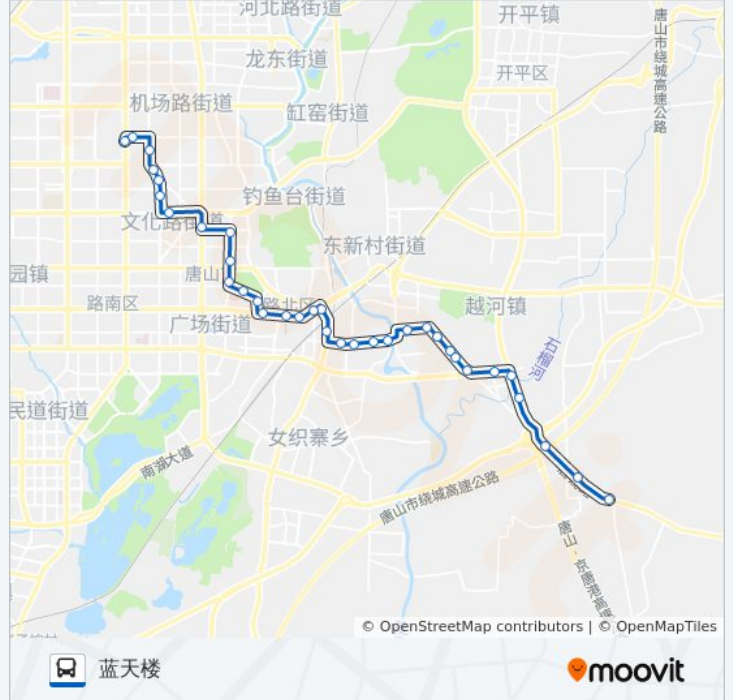 河北路街道
开平镇
唐山市绕城高速公路
龙东街道
开平区
机场路街道
缸窑街道
钓鱼台街道
文化路街道
东新村街道
园镇
唐山
路南区
路北区
越河镇
广场街道
石榴河
民道街道
女织寨乡
南湖大道
唐山市绕城高速公路
唐山－京唐港高速
© OpenStreetMap contributors | © OpenMapTiles
蓝天楼
moovit